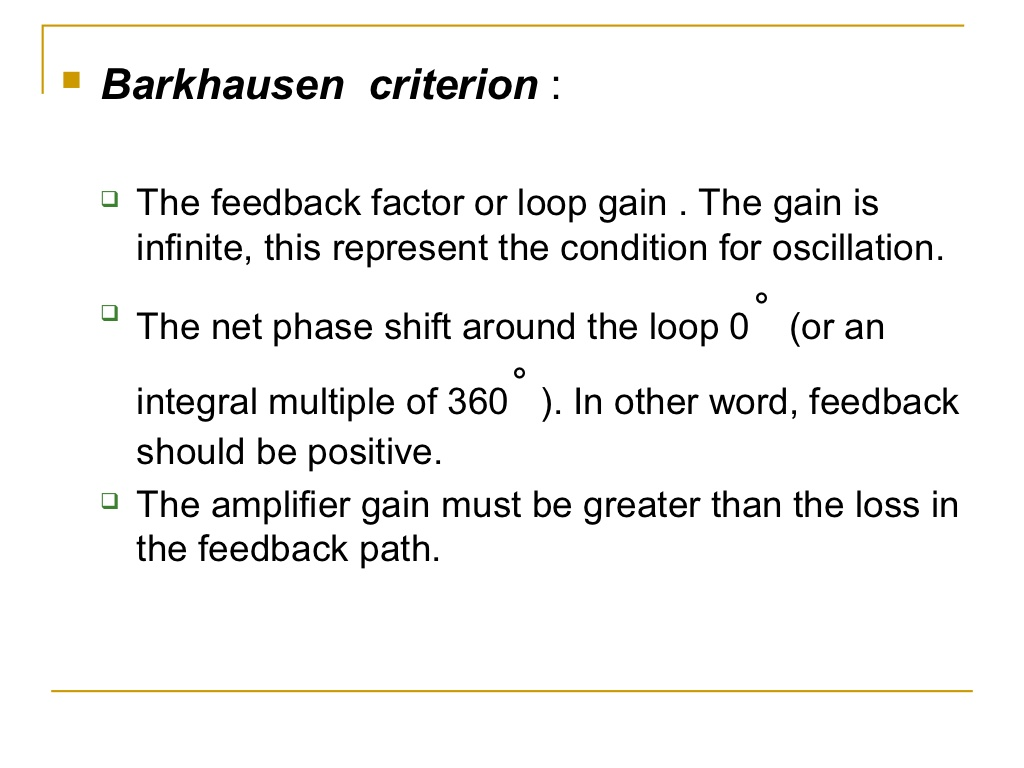 Barkhausen criterion :
The feedback factor or loop gain . The gain is
infinite, this represent the condition for oscillation.
The net phase shift around the loop 0° (or an
integral multiple of 360° ). In other word, feedback
should be positive.
The amplifier gain must be greater than the loss in
the feedback path.